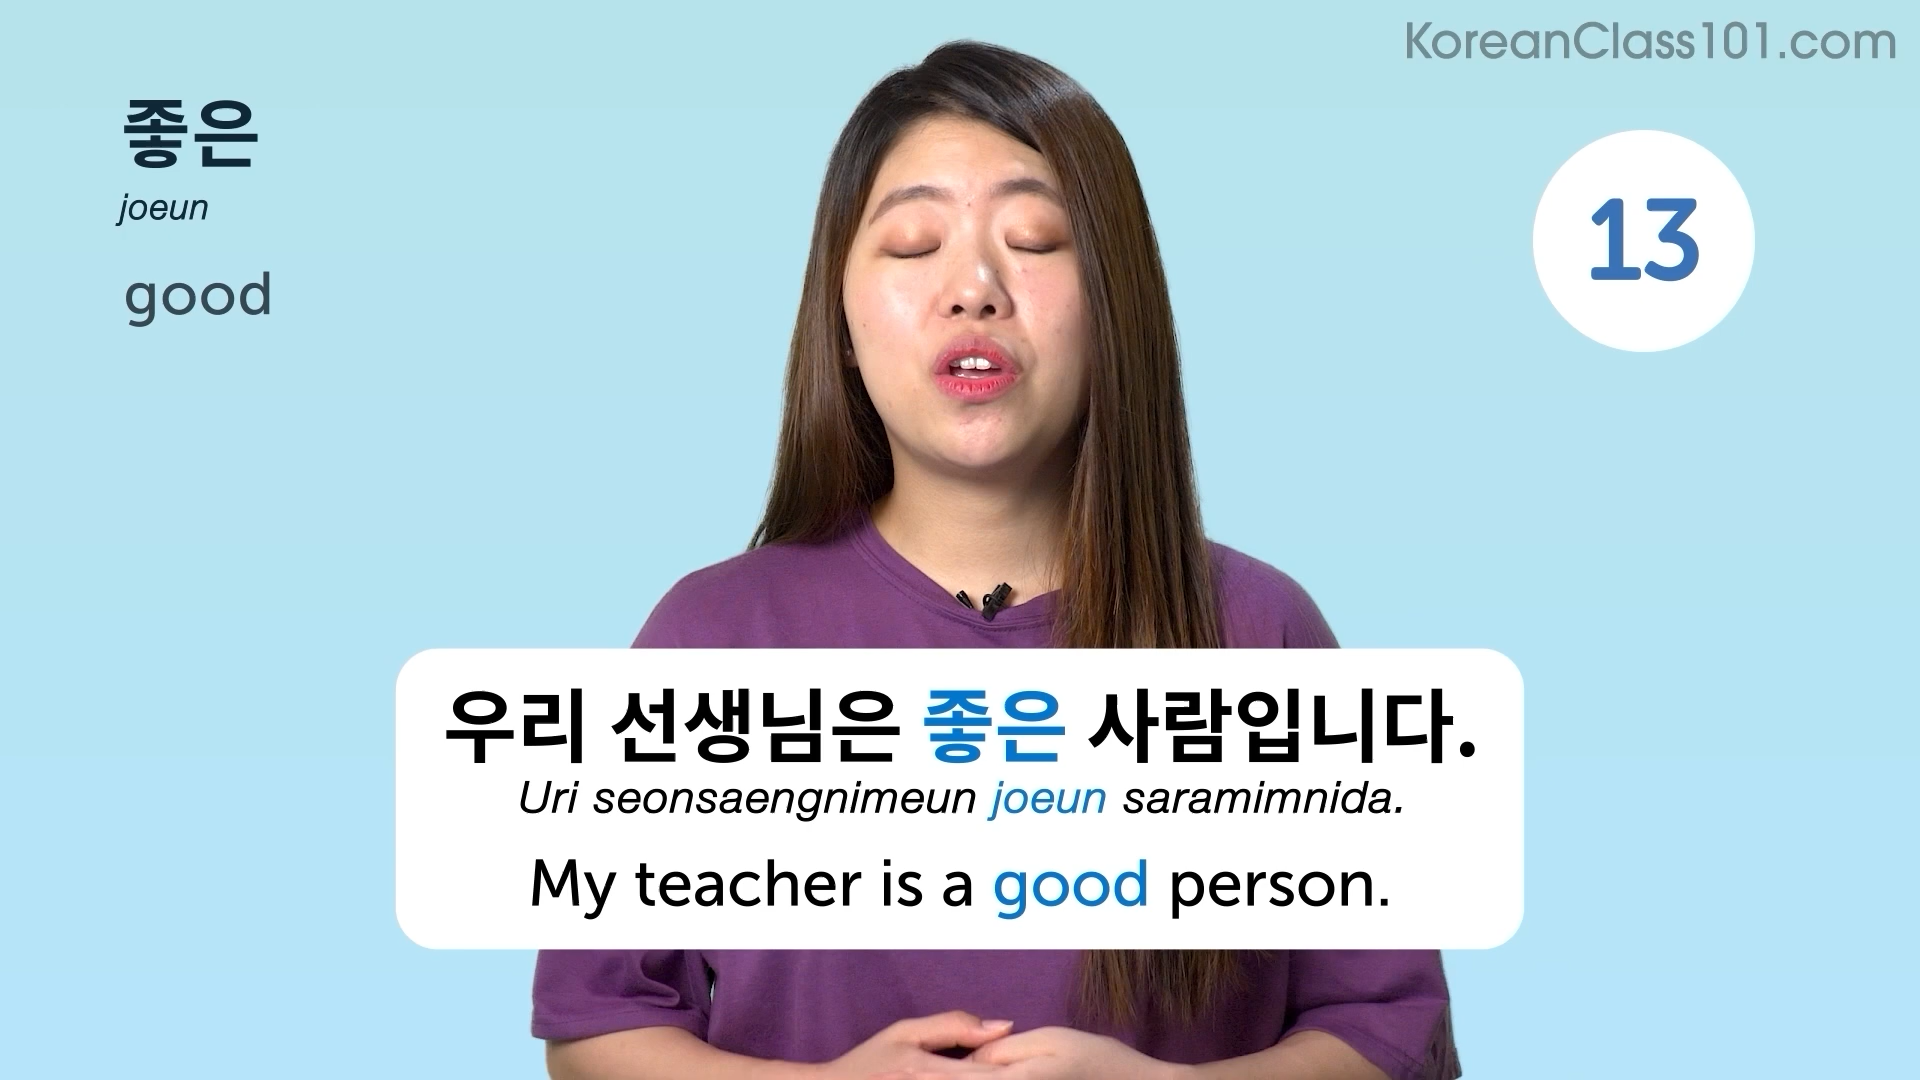 KoreanClass101.com
좋은
joeun
good
13
우리 선생님은 좋은 사람입니다.
Uri seonsaengnimeun joeun saramimnida.
My teacher is a good person.